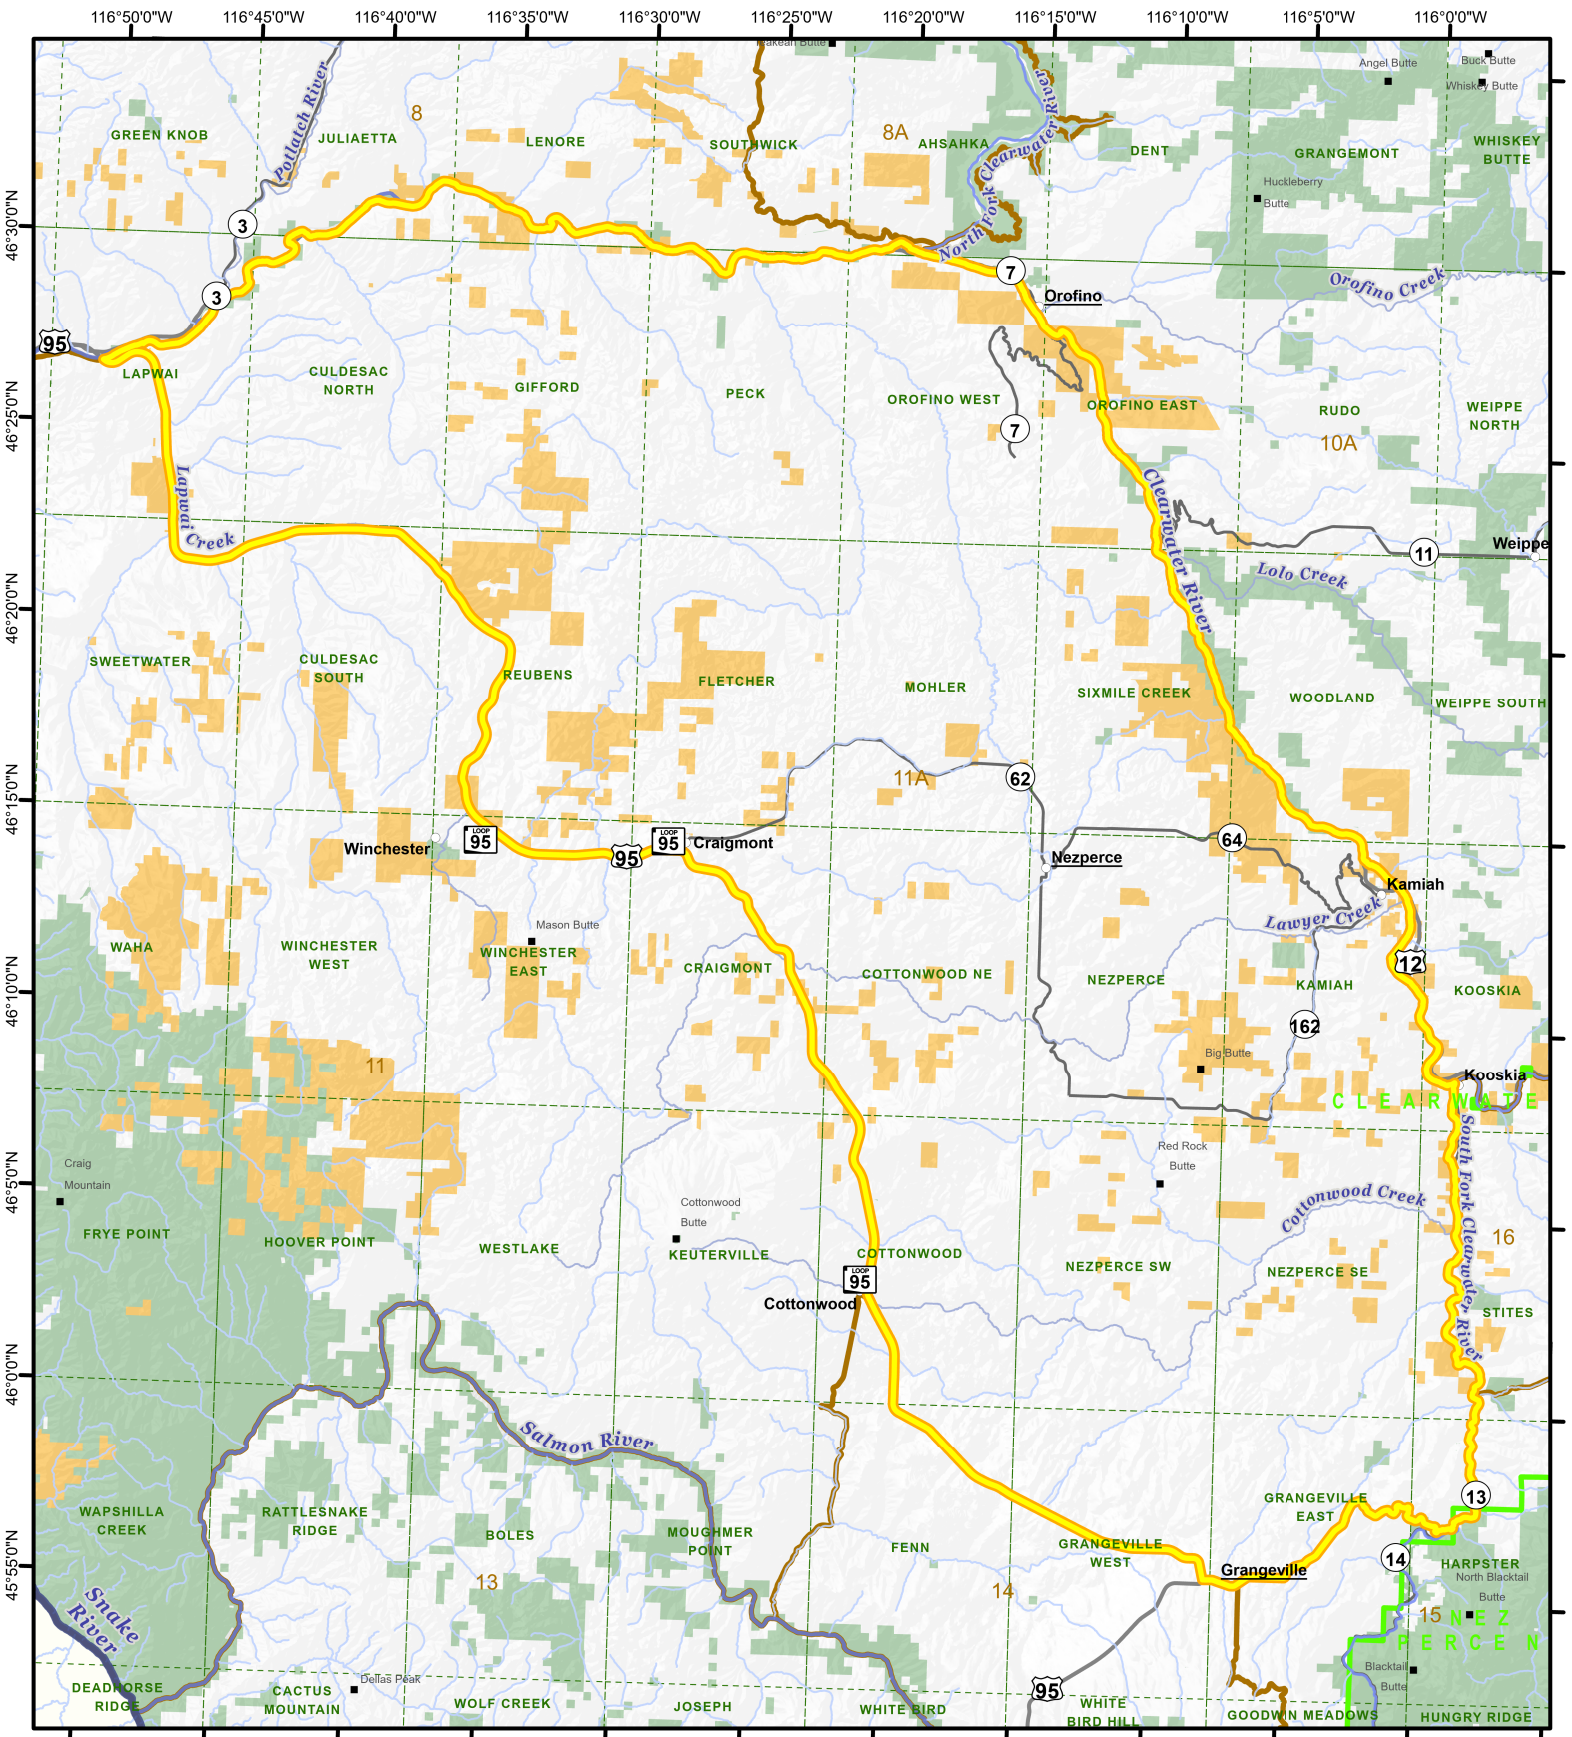 116°50'0"W 116°45'0"W 116°40'0"W 116°35'0"W 116°30'0"W 116°25'0"W 116°20'0"W 116°15'0"W 116°10'0"W 116°5'0"W 116°0'0"W
Angel Butte
Buck Butte
Whiskey Butte
Potlatch River
8
8A
GREEN KNOB
JULIAETTA
LENORE
SOUTHWICK
AHSAHKA
DENT
GRANGEMONT
WHISKEY
BUTTE
North Fork Clearwater River
Huckleberry
Butte
46°30'0"N
3
3
7
Orofino
Orofino Creek
95
LAPWAI
CULDESAC
NORTH
GIFFORD
PECK
OROFINO WEST
OROFINO EAST
RUDO
WEIPPE
NORTH
46°25'0"N
7
10A
Lapwai
Creek
Clearwater River
11
Weippe
Lolo Creek
46°20'0"N
SWEETWATER
CULDESAC
SOUTH
REUBENS
FLETCHER
MOHLER
SIXMILE CREEK
WOODLAND
WEIPPE SOUTH
46°15'0"N
11A
62
64
LOOP
95
LOOP
95
95
Winchester
Craigmont
Nezperce
Kamiah
Lawyer Creek
Mason Butte
WAHA
WINCHESTER
WEST
WINCHESTER
EAST
CRAIGMONT
COTTONWOOD NE
NEZPERCE
KAMIAH
12
KOOSKIA
46°10'0"N
162
11
Big Butte
Kooskia
CLEARWATE
46°5'0"N
Craig
Mountain
Red Rock
Butte
Cottonwood
Butte
Cottonwood Creek
South Fork Clearwater River
16
FRYE POINT
HOOVER POINT
WESTLAKE
KEUTERVILLE
COTTONWOOD
NEZPERCE SW
NEZPERCE SE
STITES
LOOP
95
Cottonwood
46°0'0"N
Salmon River
13
WAPSHILLA
CREEK
RATTLESNAKE
RIDGE
BOLES
MOUGHMER
POINT
FENN
GRANGEVILLE
WEST
GRANGEVILLE
EAST
45°55'0"N
14
HARPSTER
Grangeville
North Blacktail
Butte
13
14
15
NEZ
PERCE N
Snake
River
Blacktail
Butte
95
Dellas Peak
DEADHORSE
RIDGE
CACTUS
MOUNTAIN
WOLF CREEK
JOSEPH
WHITE BIRD
WHITE
BIRD HILL
GOODWIN MEADOWS
HUNGRY RIDGE